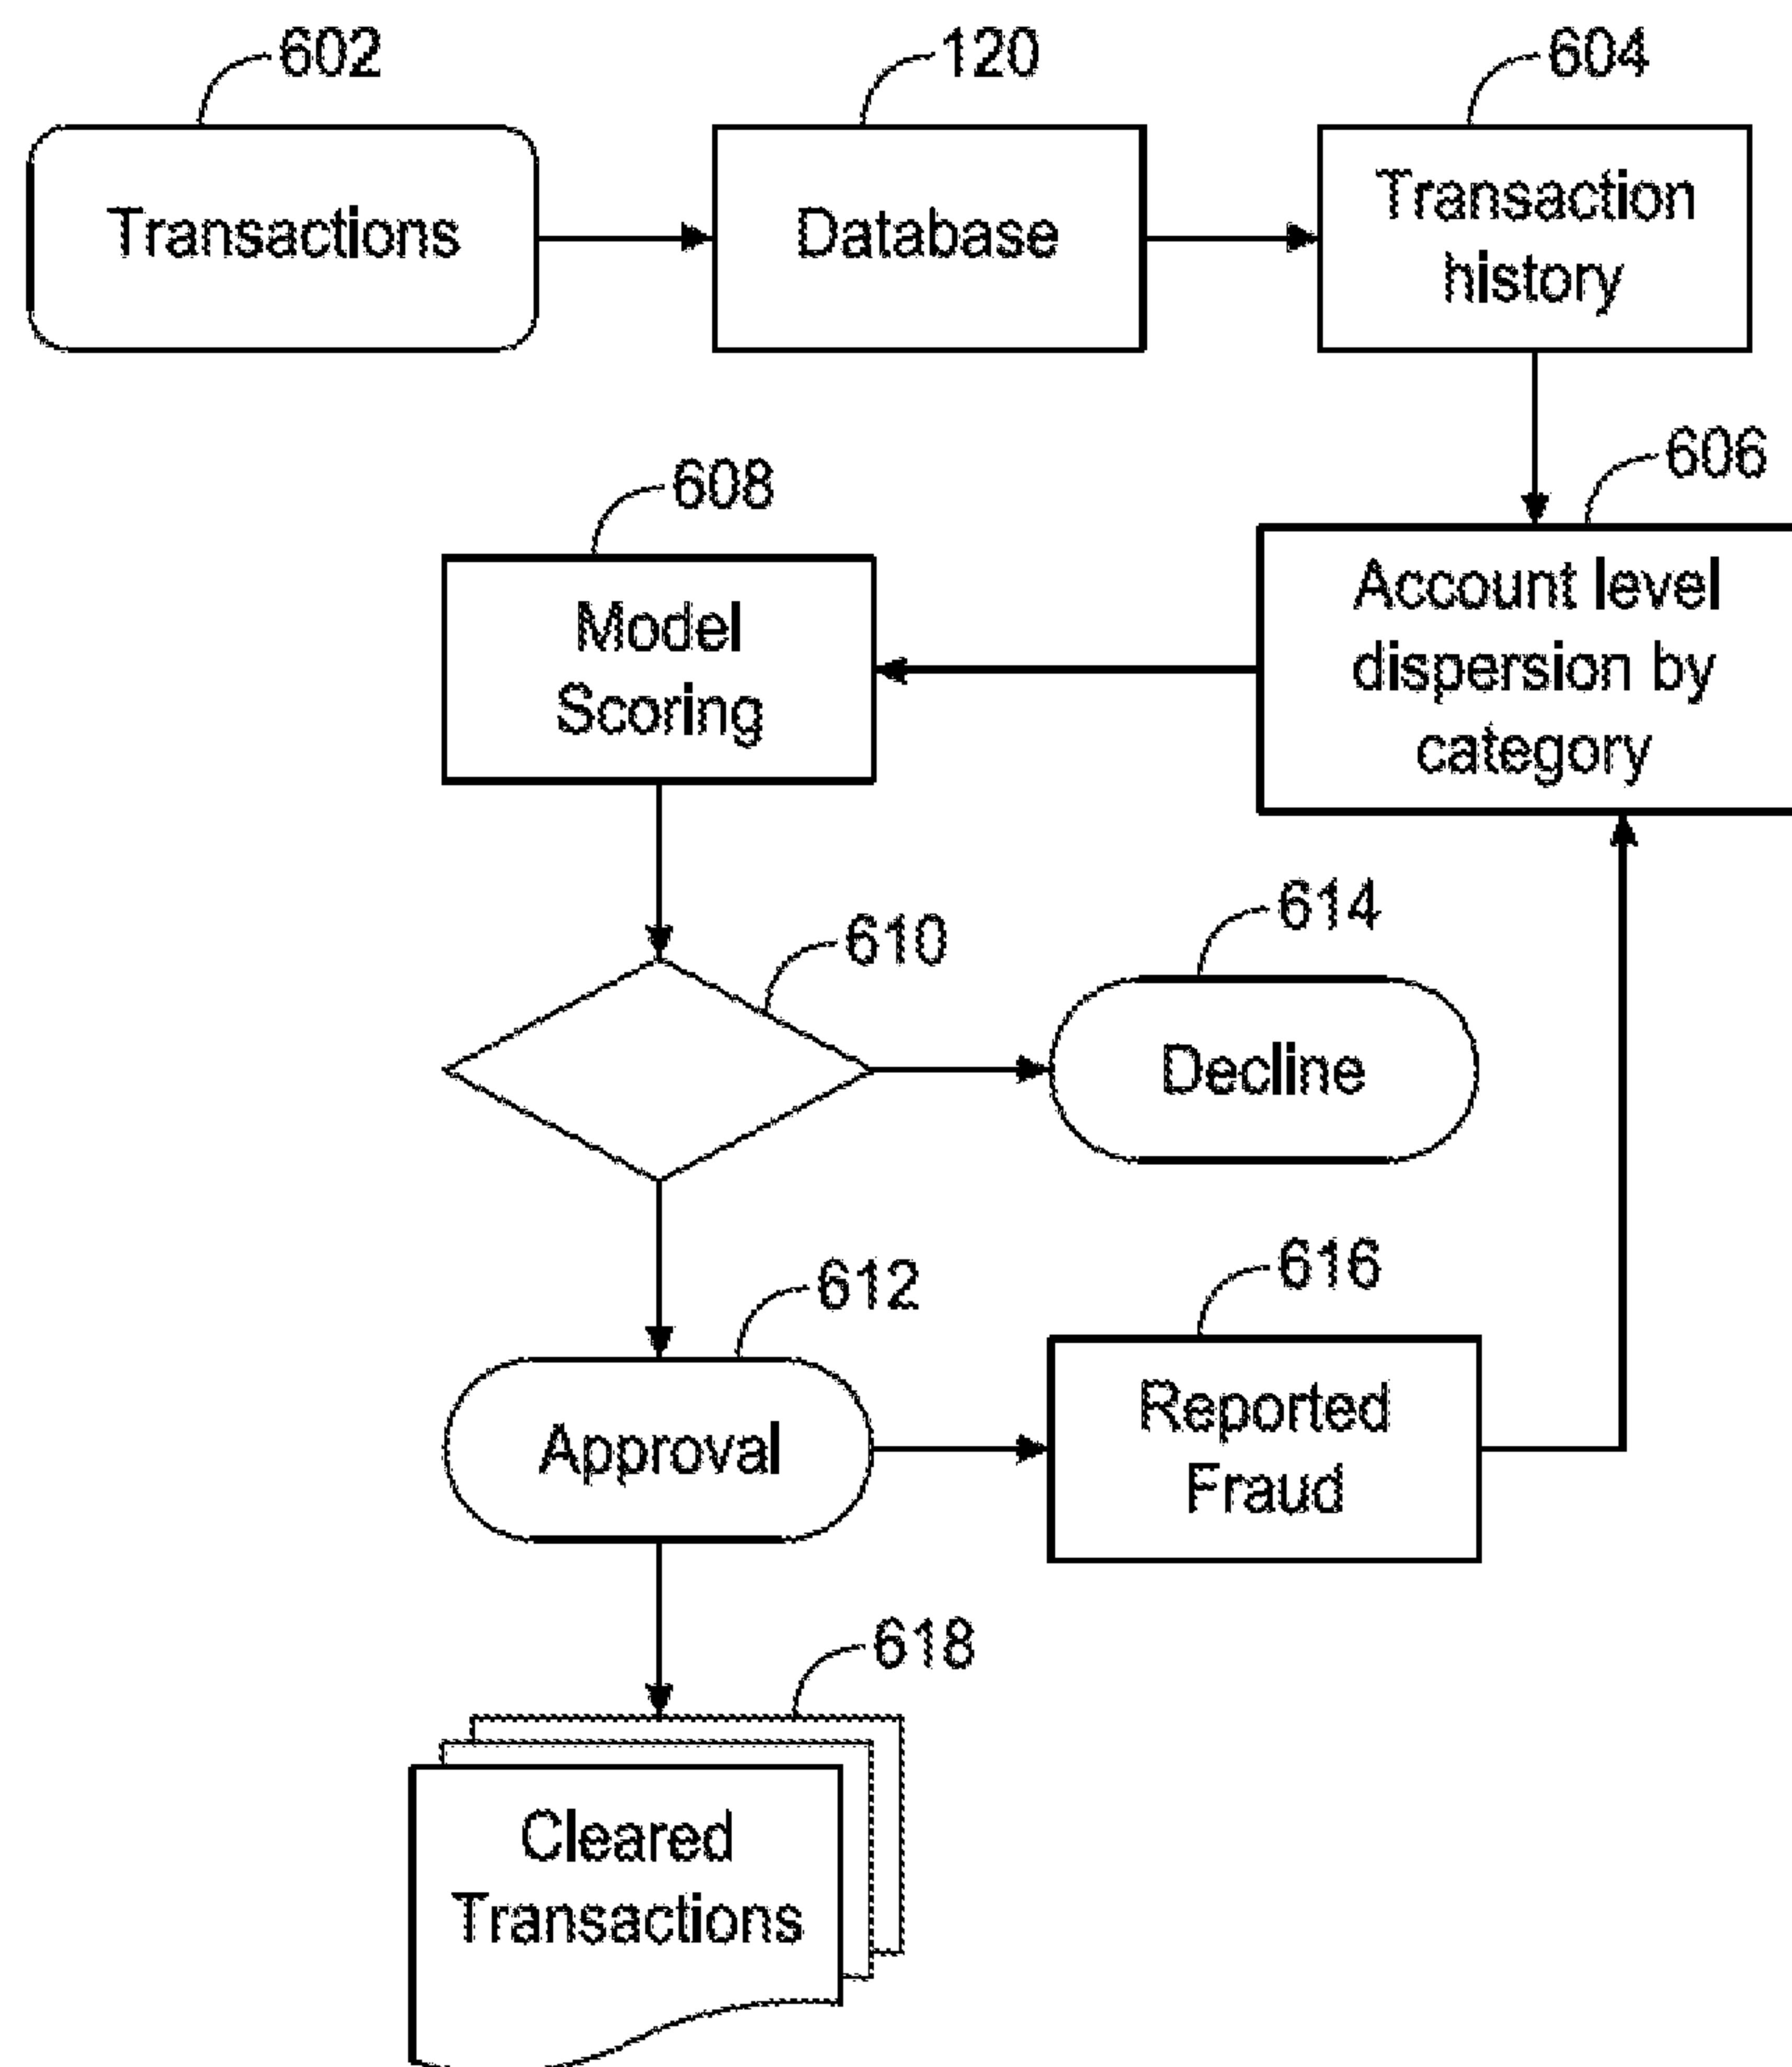 602
120
604
Transactions
Database
Transaction
history
606
608
Account level
dispersion by
category
Model
Scoring
610
614
Decline
612
616
Approval
Reported
Fraud
618
Cleared
Transactions